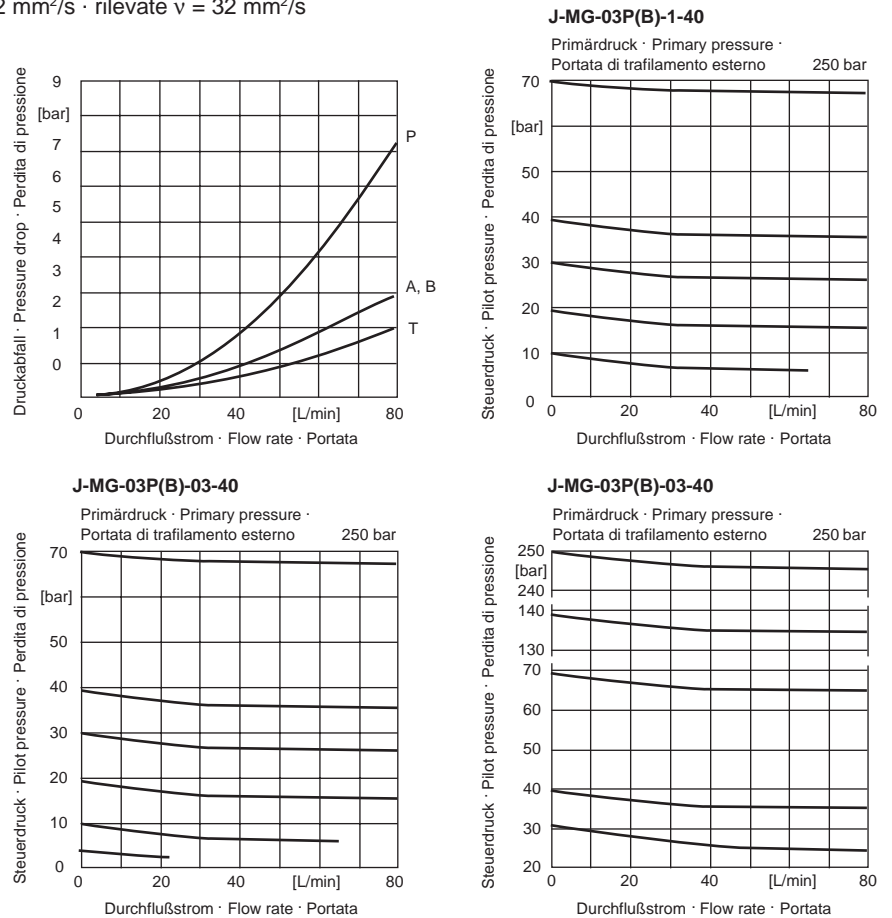 2 mm²/s · rilevate ν = 32 mm²/s
Druckabfall · Pressure drop · Perdita di pressione
9
[bar]
7
6
5
4
3
2
1
0
P
A, B
T
0 20 40 [L/min] 80
Durchflußstrom · Flow rate · Portata
J-MG-03P(B)-1-40
Primärdruck · Primary pressure ·
Portata di trafilamento esterno 250 bar
Steuerdruck · Pilot pressure · Perdita di pressione
70
[bar]
50
40
30
20
10
0
0 20 40 [L/min] 80
Durchflußstrom · Flow rate · Portata
J-MG-03P(B)-03-40
Primärdruck · Primary pressure ·
Portata di trafilamento esterno 250 bar
Steuerdruck · Pilot pressure · Perdita di pressione
70
[bar]
50
40
30
20
10
0
0 20 40 [L/min] 80
Durchflußstrom · Flow rate · Portata
J-MG-03P(B)-03-40
Primärdruck · Primary pressure ·
Portata di trafilamento esterno 250 bar
Steuerdruck · Pilot pressure · Perdita di pressione
250
[bar]
240
140
130
70
60
50
40
30
20
0 20 40 [L/min] 80
Durchflußstrom · Flow rate · Portata